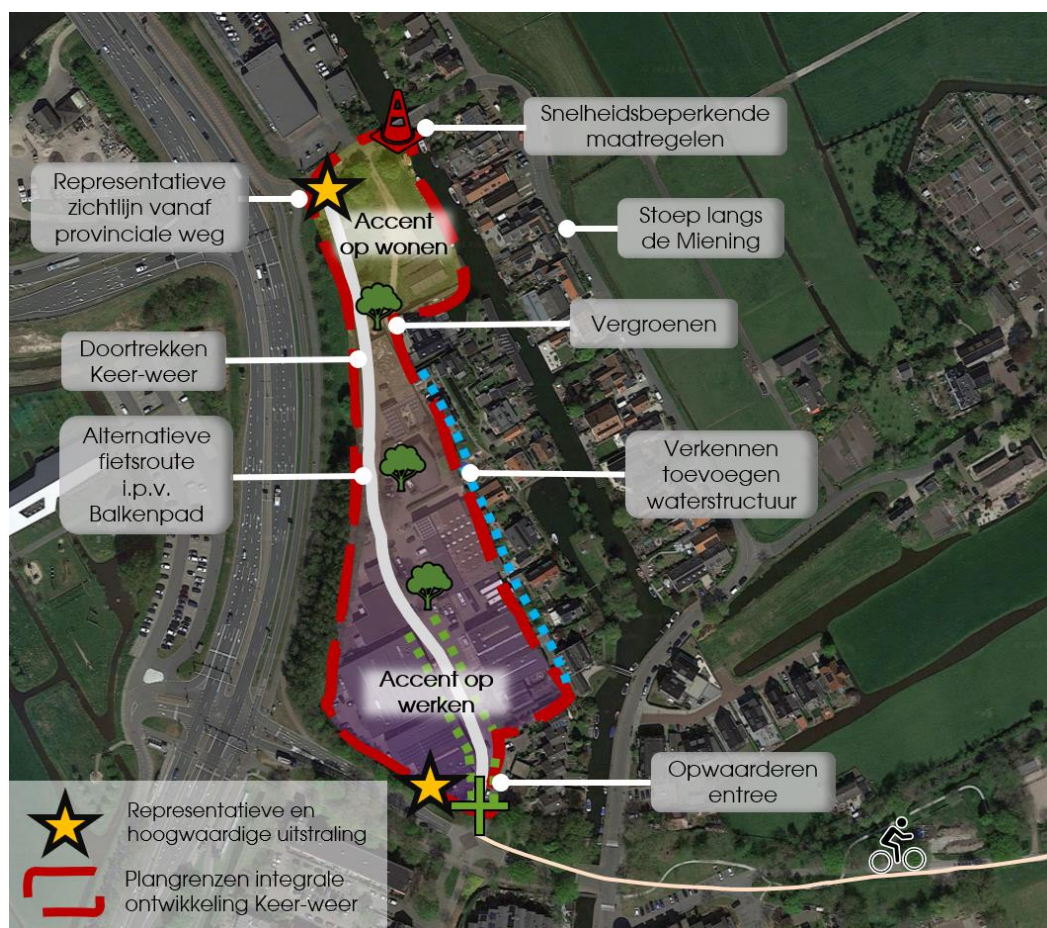 Snelheidsbeperkende
maatregelen
Representatieve
zichtlijn vanaf
provinciale weg
Accent
op wonen
Stoep langs
de Miening
Vergroenen
Doortrekken
Keer-weer
Alternatieve
fietsroute
i.p.v.
Balkenpad
Verkennen
toevoegen
waterstructuur
Accent op
werken
Opwaarderen
entree
Representatieve en
hoogwaardige uitstraling
Plangrenzen integrale
ontwikkeling Keer-weer